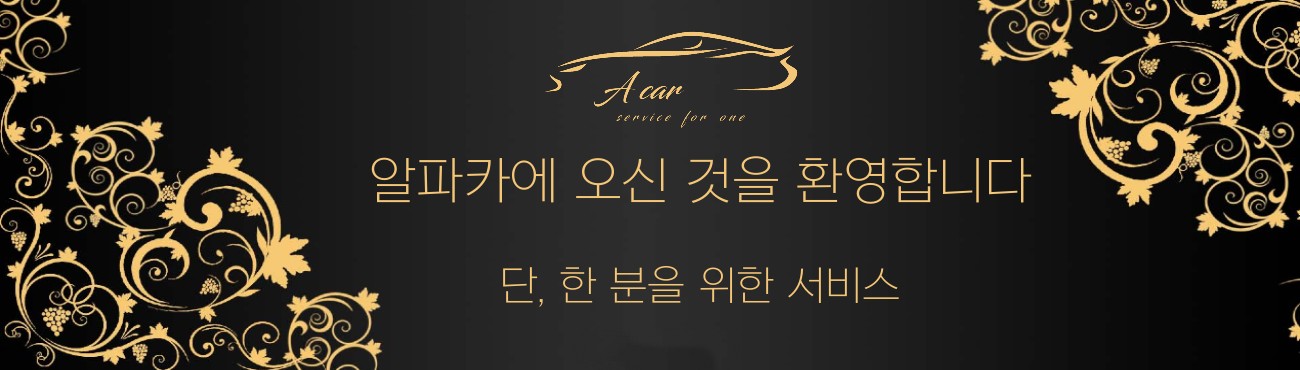 A car
service for one
알파카에 오신 것을 환영합니다
단, 한 분을 위한 서비스